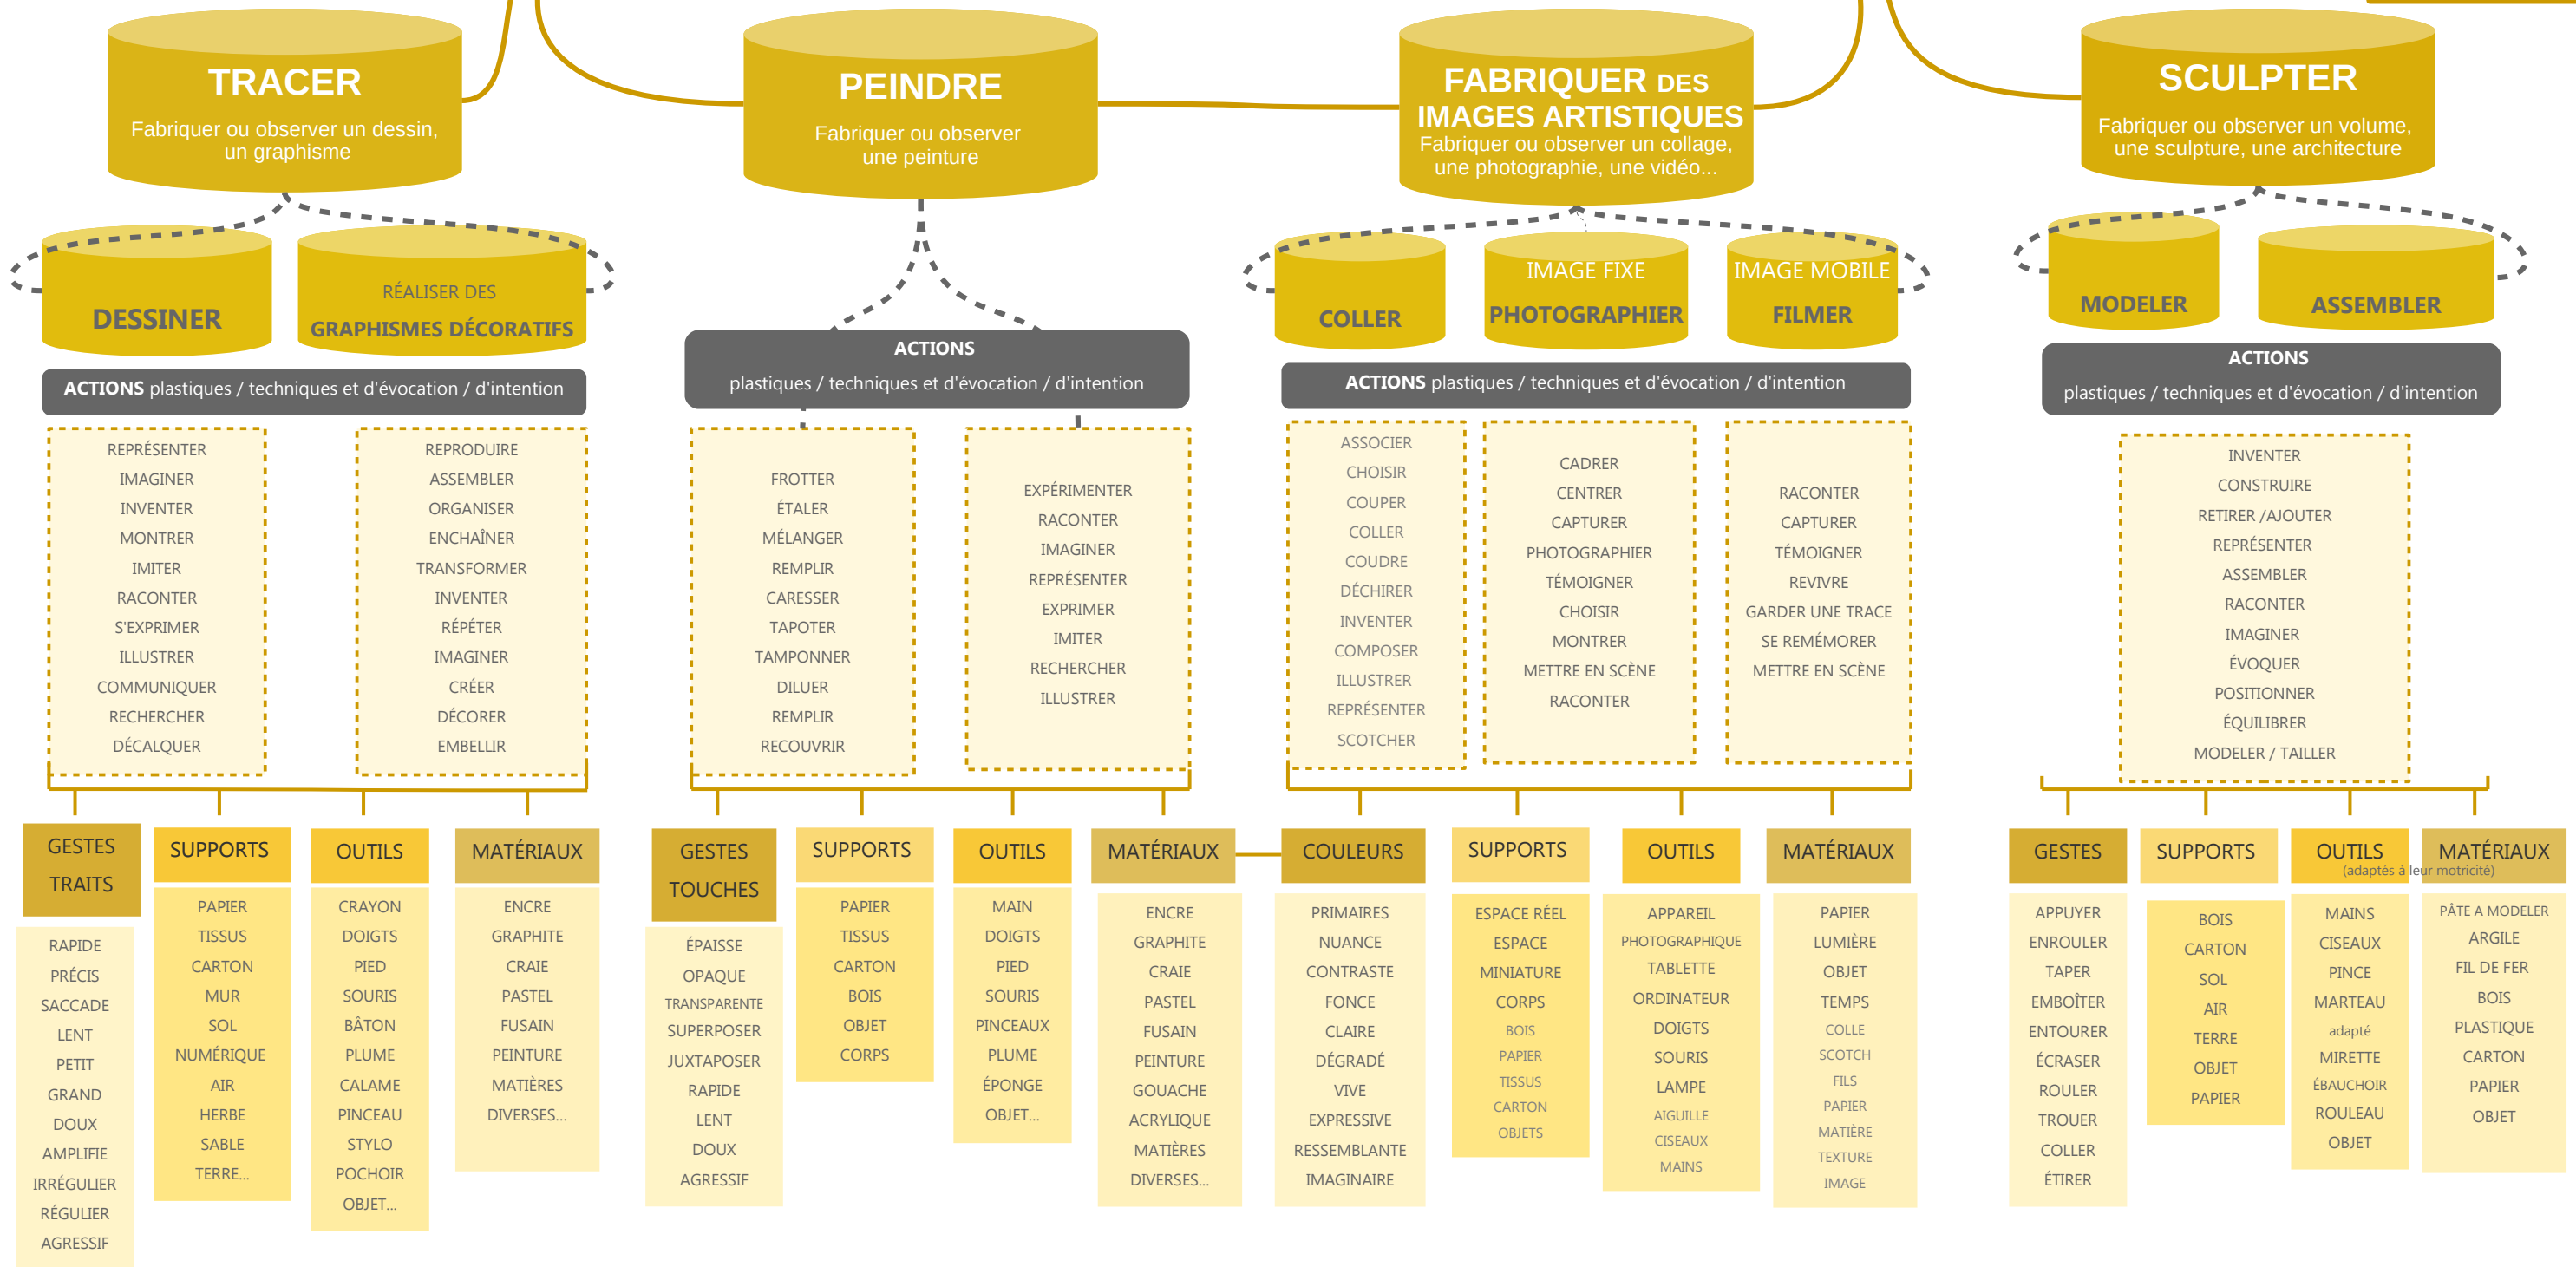 TRACER
Fabriquer ou observer un dessin,
un graphisme
DESSINER
RÉALISER DES
GRAPHISMES DÉCORATIFS
ACTIONS plastiques / techniques et d'évocation / d'intention
REPRÉSENTER
IMAGINER
INVENTER
MONTRER
IMITER
RACONTER
S'EXPRIMER
ILLUSTRER
COMMUNIQUER
RECHERCHER
DÉCALQUER
REPRODUIRE
ASSEMBLER
ORGANISER
ENCHAÎNER
TRANSFORMER
INVENTER
RÉPÉTER
IMAGINER
CRÉER
DÉCORER
EMBELLIR
GESTES
TRAITS
RAPIDE
PRÉCIS
SACCADE
LENT
PETIT
GRAND
DOUX
AMPLIFIE
IRRÉGULIER
RÉGULIER
AGRESSIF
SUPPORTS
PAPIER
TISSUS
CARTON
MUR
SOL
NUMÉRIQUE
AIR
HERBE
SABLE
TERRE...
OUTILS
CRAYON
DOIGTS
PIED
SOURIS
BÂTON
PLUME
CALAME
PINCEAU
STYLO
POCHOIR
OBJET...
MATÉRIAUX
ENCRE
GRAPHITE
CRAIE
PASTEL
FUSAIN
PEINTURE
MATIÈRES
DIVERSES...
PEINDRE
Fabriquer ou observer
une peinture
ACTIONS
plastiques / techniques et d'évocation / d'intention
FROTTER
ÉTALER
MÉLANGER
REMPLIR
CARESSER
TAPOTER
TAMPONNER
DILUER
REMPLIR
RECOUVRIR
EXPÉRIMENTER
RACONTER
IMAGINER
REPRÉSENTER
EXPRIMER
IMITER
RECHERCHER
ILLUSTRER
GESTES
TOUCHES
ÉPAISSE
OPAQUE
TRANSPARENTE
SUPERPOSER
JUXTAPOSER
RAPIDE
LENT
DOUX
AGRESSIF
SUPPORTS
PAPIER
TISSUS
CARTON
BOIS
OBJET
CORPS
OUTILS
MAIN
DOIGTS
PIED
SOURIS
PINCEAUX
PLUME
ÉPONGE
OBJET...
MATÉRIAUX
ENCRE
GRAPHITE
CRAIE
PASTEL
FUSAIN
PEINTURE
GOUACHE
ACRYLIQUE
MATIÈRES
DIVERSES...
COULEURS
PRIMAIRES
NUANCE
CONTRASTE
FONCE
CLAIRE
DÉGRADÉ
VIVE
EXPRESSIVE
RESSEMBLANTE
IMAGINAIRE
FABRIQUER DES
IMAGES ARTISTIQUES
Fabriquer ou observer un collage,
une photographie, une vidéo...
COLLER
IMAGE FIXE
PHOTOGRAPHIER
IMAGE MOBILE
FILMER
ACTIONS plastiques / techniques et d'évocation / d'intention
ASSOCIER
CHOISIR
COUPER
COLLER
COUDRE
DÉCHIRER
INVENTER
COMPOSER
ILLUSTRER
REPRÉSENTER
SCOTCHER
CADRER
CENTRER
CAPTURER
PHOTOGRAPHIER
TÉMOIGNER
CHOISIR
MONTRER
METTRE EN SCÈNE
RACONTER
RACONTER
CAPTURER
TÉMOIGNER
REVIVRE
GARDER UNE TRACE
SE REMÉMORER
METTRE EN SCÈNE
SUPPORTS
ESPACE RÉEL
ESPACE
MINIATURE
CORPS
BOIS
PAPIER
TISSUS
CARTON
OBJETS
OUTILS
APPAREIL
PHOTOGRAPHIQUE
TABLETTE
ORDINATEUR
DOIGTS
SOURIS
LAMPE
AIGUILLE
CISEAUX
MAINS
MATÉRIAUX
PAPIER
LUMIÈRE
OBJET
TEMPS
COLLE
SCOTCH
FILS
PAPIER
MATIÈRE
TEXTURE
IMAGE
SCULPTER
Fabriquer ou observer un volume,
une sculpture, une architecture
MODELER
ASSEMBLER
ACTIONS
plastiques / techniques et d'évocation / d'intention
INVENTER
CONSTRUIRE
RETIRER /AJOUTER
REPRÉSENTER
ASSEMBLER
RACONTER
IMAGINER
ÉVOQUER
POSITIONNER
ÉQUILIBRER
MODELER / TAILLER
GESTES
APPUYER
ENROULER
TAPER
EMBOÎTER
ENTOURER
ÉCRASER
ROULER
TROUER
COLLER
ÉTIRER
SUPPORTS
BOIS
CARTON
SOL
AIR
TERRE
OBJET
PAPIER
OUTILS
(adaptés à leur motricité)
MAINS
CISEAUX
PINCE
MARTEAU
adapté
MIRETTE
ÉBAUCHOIR
ROULEAU
OBJET
MATÉRIAUX
PÂTE A MODELER
ARGILE
FIL DE FER
BOIS
PLASTIQUE
CARTON
PAPIER
OBJET